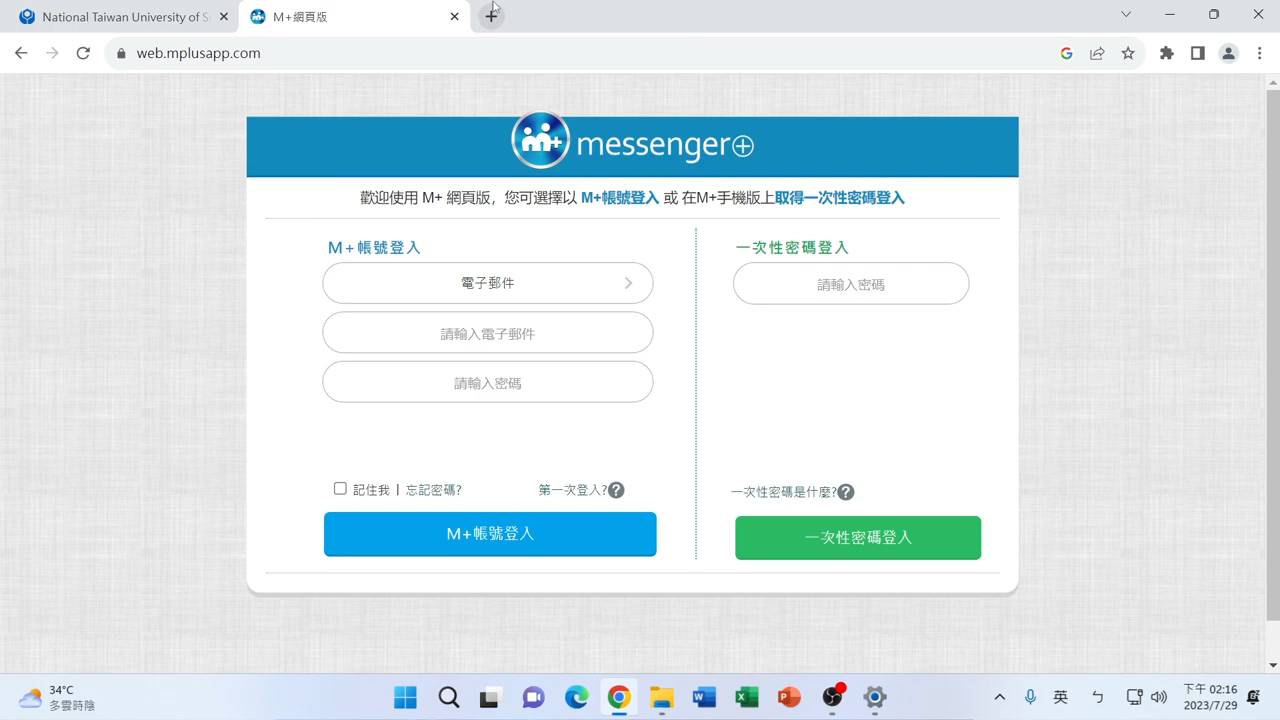 National Taiwan University of S
M+網頁版
web.mplusapp.com
messenger+
歡迎使用 M+ 網頁版，您可選擇以 M+帳號登入 或 在M+手機版上取得一次性密碼登入
M+帳號登入
一次性密碼登入
電子郵件
請輸入密碼
請輸入電子郵件
請輸入密碼
記住我 | 忘記密碼?
第一次登入?
一次性密碼是什麼?
M+帳號登入
一次性密碼登入
34°C
多雲時陰
英
ㄅ
下午 02:16
2023/7/29